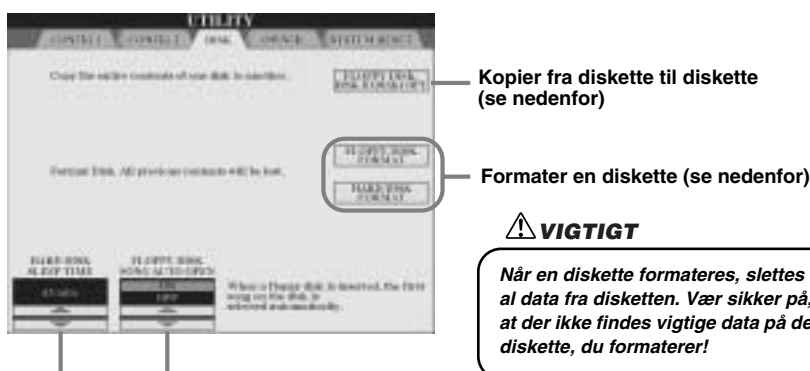 UTILITY
CONFIG 1 CONFIG 2 DISK OWNER SYSTEM RESET
Copy the entire contents of one disk to another.
FLOPPY DISK
DISK TO DISK COPY
Kopier fra diskette til diskette
(se nedenfor)
Format Disk. All previous contents will be lost.
FLOPPY DISK
FORMAT
HARD DISK
FORMAT
Formater en diskette (se nedenfor)
VIGTIGT
Når en diskette formateres, slettes
al data fra disketten. Vær sikker på,
at der ikke findes vigtige data på de
diskette, du formaterer!
HARD DISK
SLEEP TIME
FLOPPY DISK
SONG AUTO OPEN
ON
OFF
When a floppy disk is inserted, the first
song on the disk is
selected automatically.